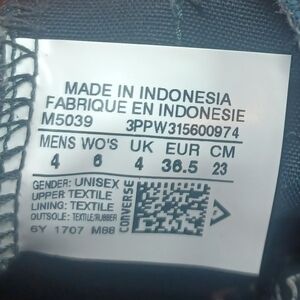 MADE IN INDONESIA
FABRIQUE EN INDONESIE
M5039 3PPW315600974
MENS WO'S UK EUR CM
4 6 4 36.5 23
GENDER: UNISEX
UPPER TEXTILE
LINING: TEXTILE
OUTSOLE: TEXTILE/RUBBER
6Y 1707 M88
CONVERSE